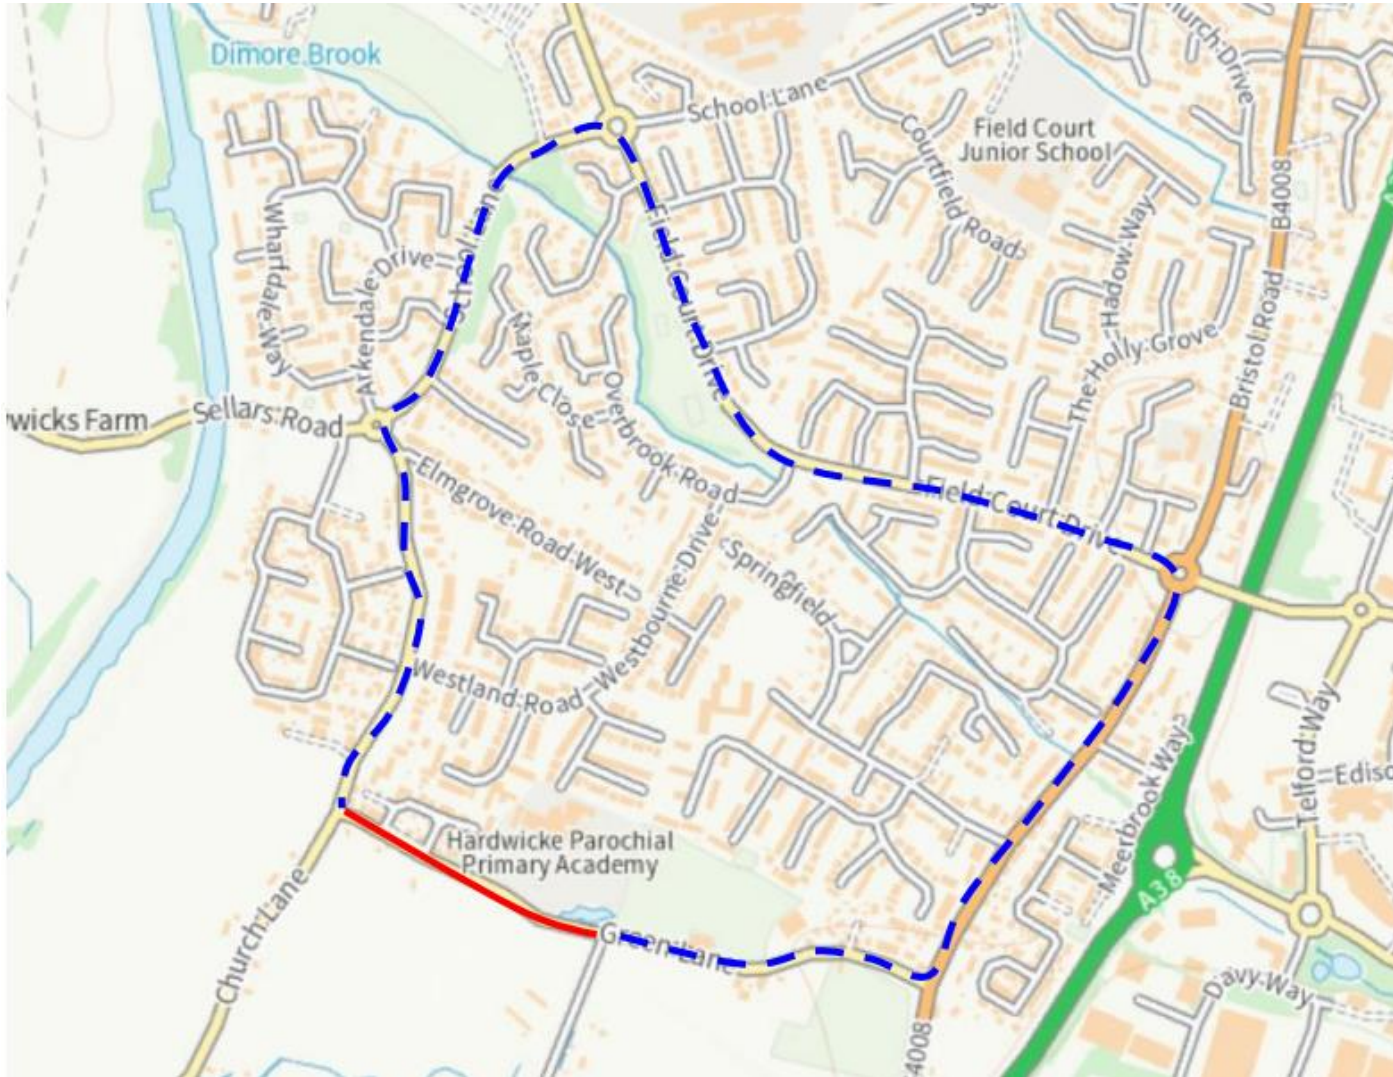 Dimore Brook
School Lane
Church Drive
Field Court
Junior School
Courtfield Road
B4008
Wharfdale Way
Arkendale Drive
School Lane
Field Court Drive
Hadow Way
The Holly Grove
Bristol Road
Maple Close
Overbrook Road
wicks Farm
Sellars Road
Elmgrove Road West
Field Court Drive
Springfield
Westbourne Drive
Westland Road
Meerbrook Way
Telford Way
Hardwicke Parochial
Primary Academy
A38
Church Lane
Green Lane
Davy Way
4008